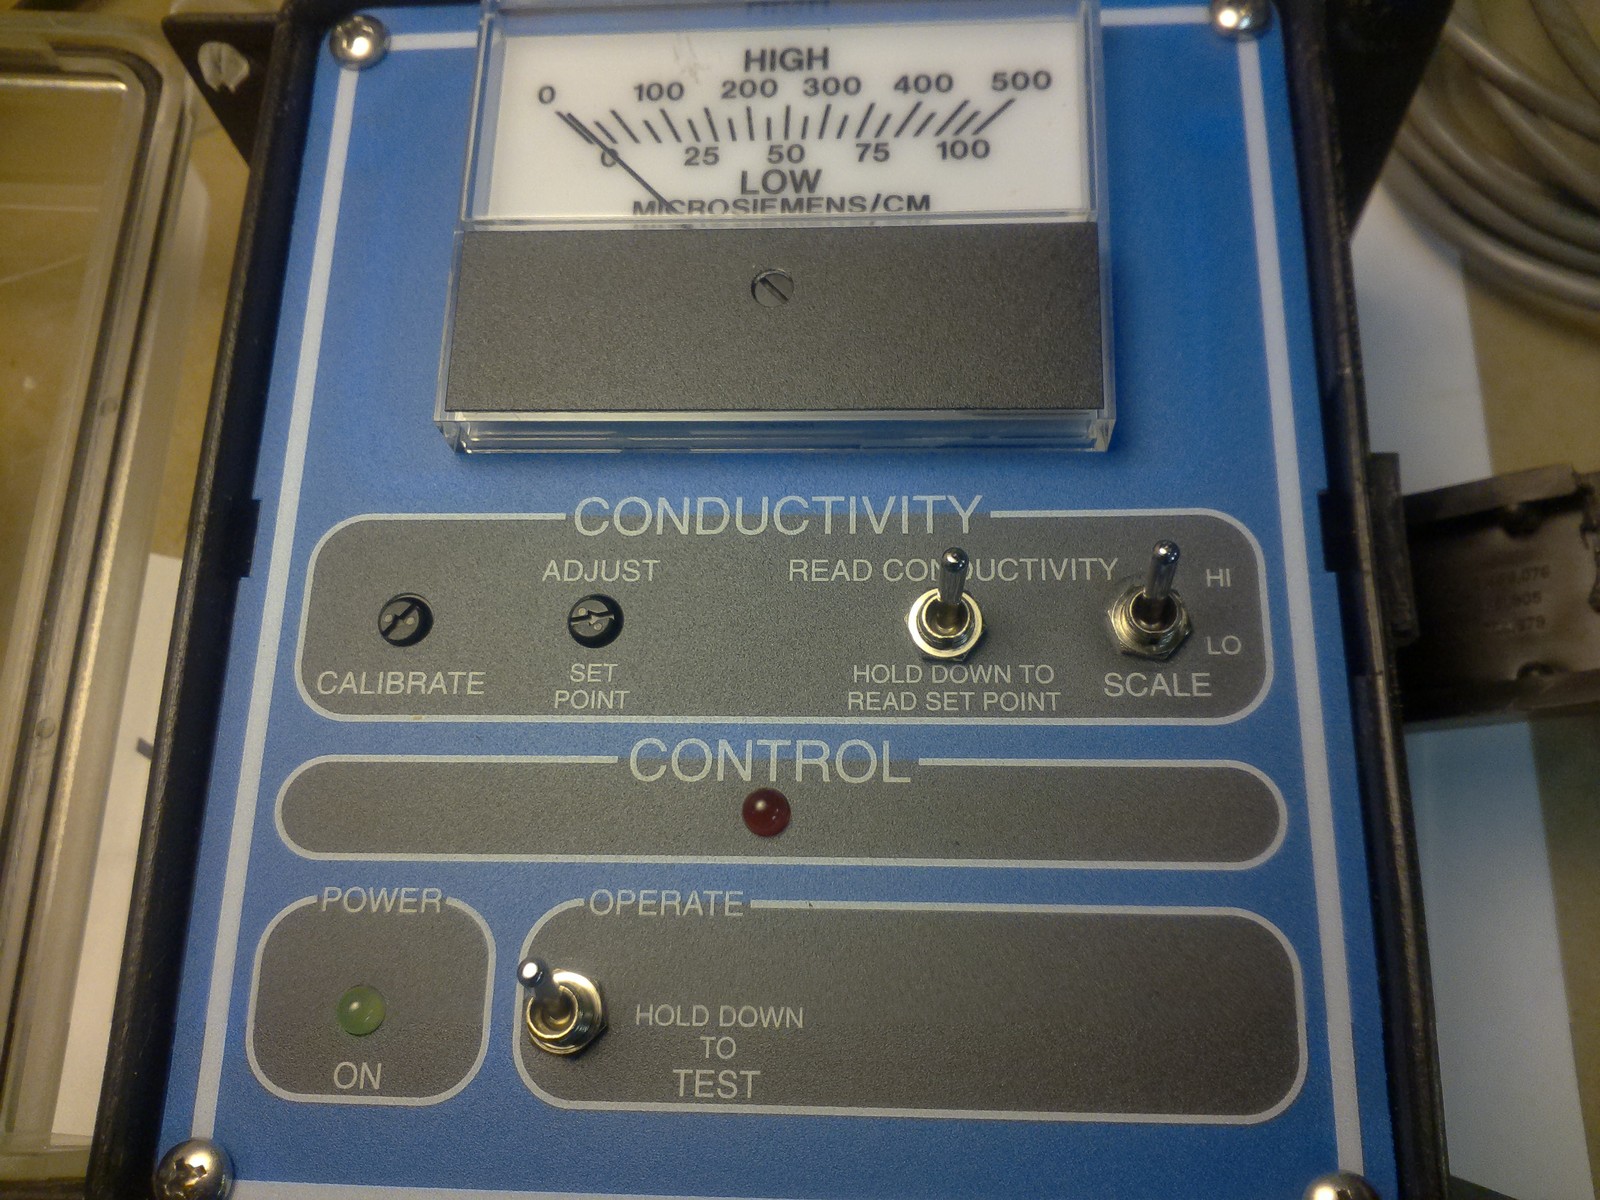 HIGH
0 100 200 300 400 500
0 25 50 75 100
LOW
MICROSIEMENS/CM
CONDUCTIVITY
ADJUST
READ CONDUCTIVITY
HI
LO
CALIBRATE
SET
POINT
HOLD DOWN TO
READ SET POINT
SCALE
CONTROL
POWER
OPERATE
HOLD DOWN
TO
TEST
ON